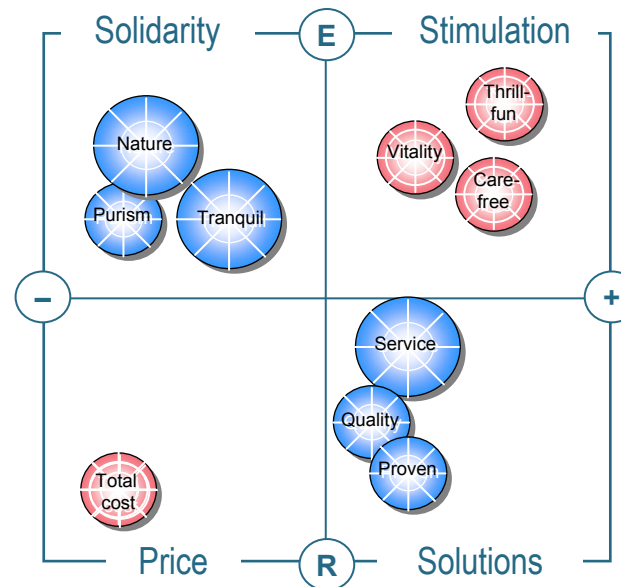 Solidarity
E
Stimulation
Thrill-
fun
Nature
Vitality
Care-
free
Purism
Tranquil
–
+
Service
Quality
Proven
Total
cost
Price
R
Solutions